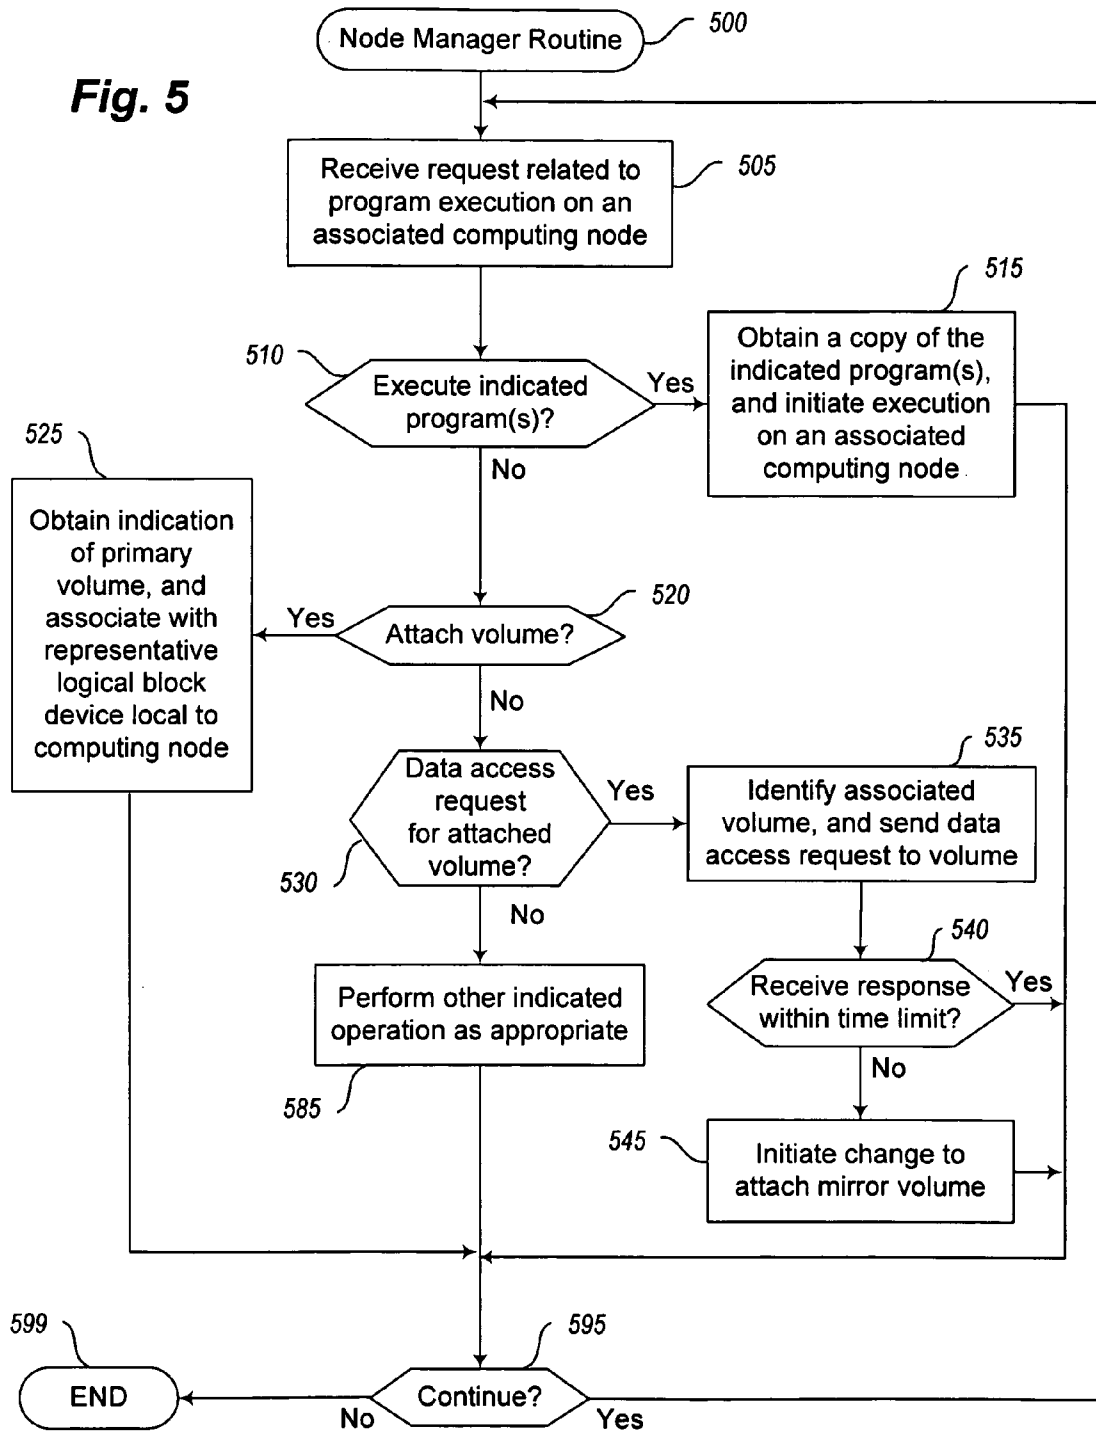 Node Manager Routine
500
Fig. 5
Receive request related to
program execution on an
associated computing node
505
510
Execute indicated
program(s)?
Yes
No
515
Obtain a copy of the
indicated program(s),
and initiate execution
on an associated
computing node
525
Obtain indication
of primary
volume, and
associate with
representative
logical block
device local to
computing node
Yes
Attach volume?
520
No
Data access
request
for attached
volume?
530
Yes
No
535
Identify associated
volume, and send data
access request to volume
540
Receive response
within time limit?
Yes
No
Perform other indicated
operation as appropriate
585
545
Initiate change to
attach mirror volume
599
END
595
Continue?
No
Yes